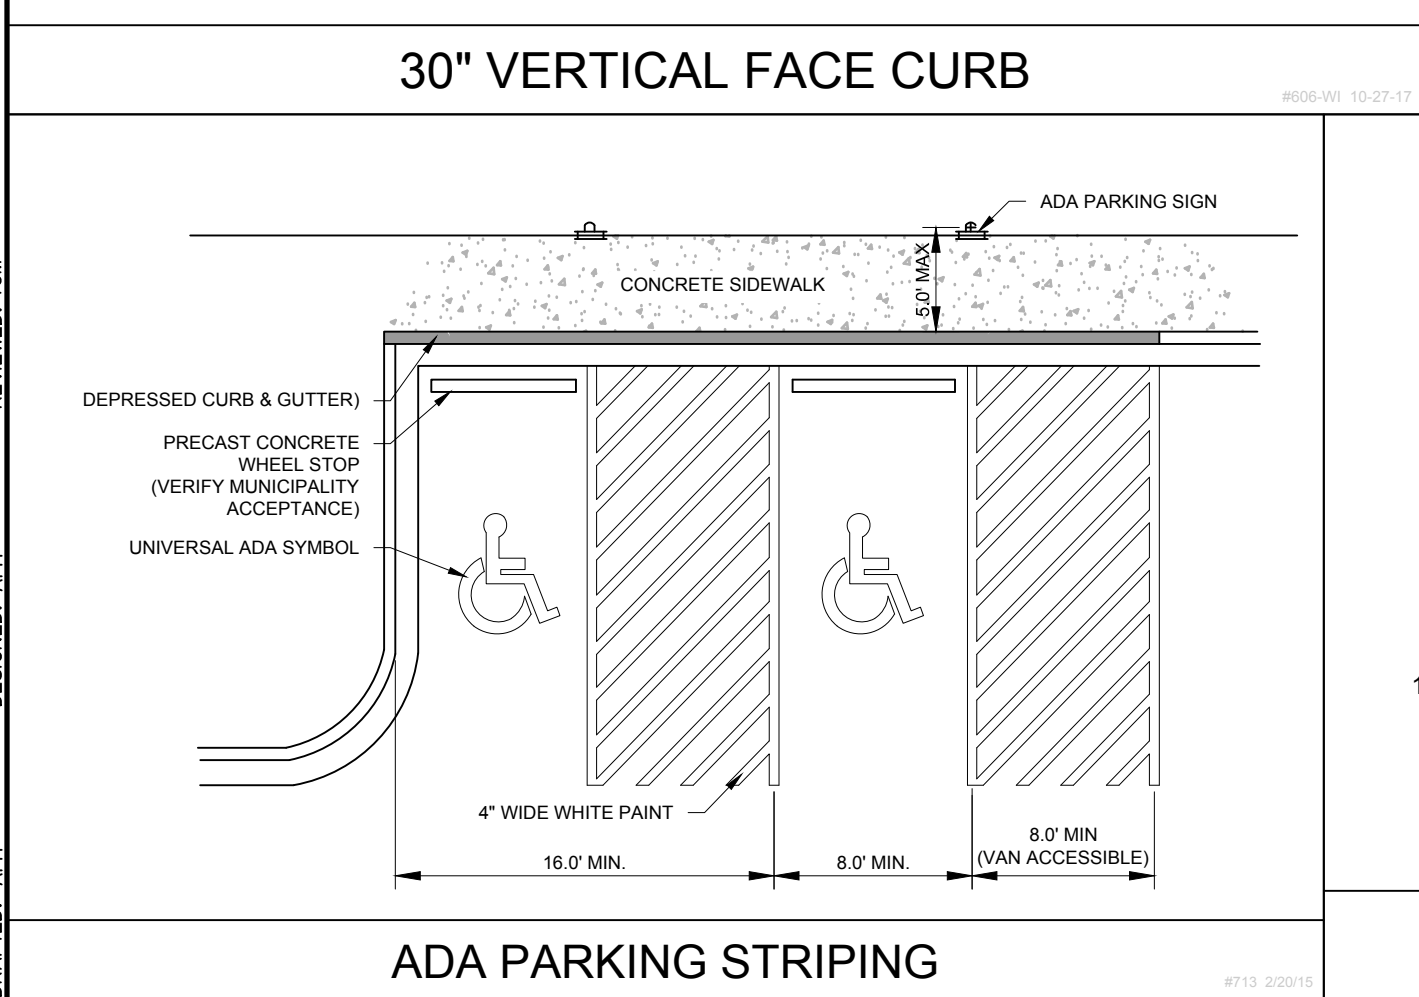 30" VERTICAL FACE CURB
#606-WI 10-27-17
ADA PARKING SIGN
CONCRETE SIDEWALK
5.0' MAX
DEPRESSED CURB & GUTTER)
PRECAST CONCRETE
WHEEL STOP
(VERIFY MUNICIPALITY
ACCEPTANCE)
UNIVERSAL ADA SYMBOL
4" WIDE WHITE PAINT
16.0' MIN.
8.0' MIN.
8.0' MIN
(VAN ACCESSIBLE)
ADA PARKING STRIPING
#713 2/20/15